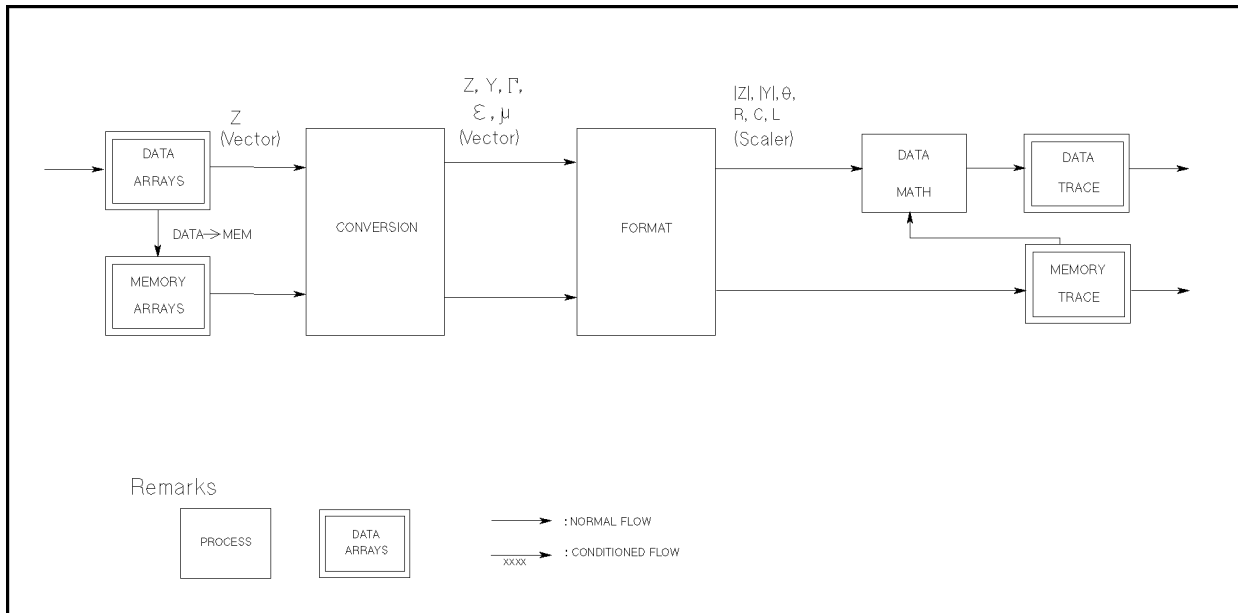 Z
(Vector)
Z, Y, Γ,
ε, μ
(Vector)
|Z|, |Y|, θ,
R, C, L
(Scaler)
DATA
ARRAYS
DATA→MEM
MEMORY
ARRAYS
CONVERSION
FORMAT
DATA
MATH
DATA
TRACE
MEMORY
TRACE
Remarks
PROCESS
DATA
ARRAYS
: NORMAL FLOW
XXXX
: CONDITIONED FLOW